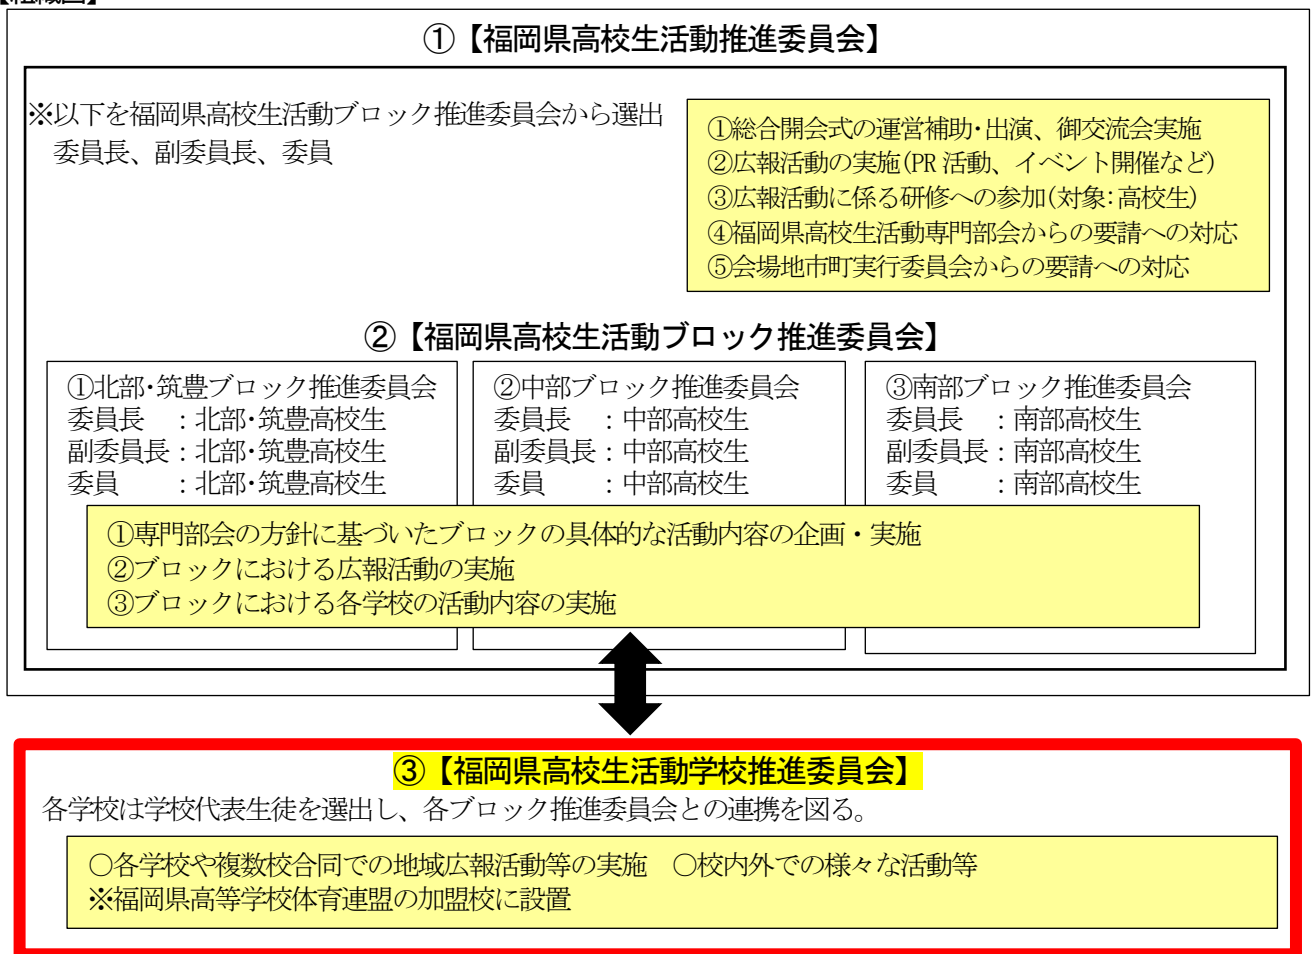 【組織図】
①【福岡県高校生活動推進委員会】
※以下を福岡県高校生活動ブロック推進委員会から選出
委員長、副委員長、委員
①総合開会式の運営補助・出演、御交流会実施
②広報活動の実施(PR活動、イベント開催など)
③広報活動に係る研修への参加(対象:高校生)
④福岡県高校生活動専門部会からの要請への対応
⑤会場地市町実行委員会からの要請への対応
②【福岡県高校生活動ブロック推進委員会】
①北部・筑豊ブロック推進委員会
委員長　：北部・筑豊高校生
副委員長：北部・筑豊高校生
委員　　：北部・筑豊高校生
②中部ブロック推進委員会
委員長　：中部高校生
副委員長：中部高校生
委員　　：中部高校生
③南部ブロック推進委員会
委員長　：南部高校生
副委員長：南部高校生
委員　　：南部高校生
①専門部会の方針に基づいたブロックの具体的な活動内容の企画・実施
②ブロックにおける広報活動の実施
③ブロックにおける各学校の活動内容の実施
③【福岡県高校生活動学校推進委員会】
各学校は学校代表生徒を選出し、各ブロック推進委員会との連携を図る。
○各学校や複数校合同での地域広報活動等の実施　○校内外での様々な活動等
※福岡県高等学校体育連盟の加盟校に設置